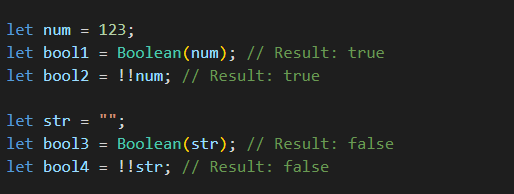 let num = 123;
let bool1 = Boolean(num); // Result: true
let bool2 = !!num; // Result: true
let str = "";
let bool3 = Boolean(str); // Result: false
let bool4 = !!str; // Result: false